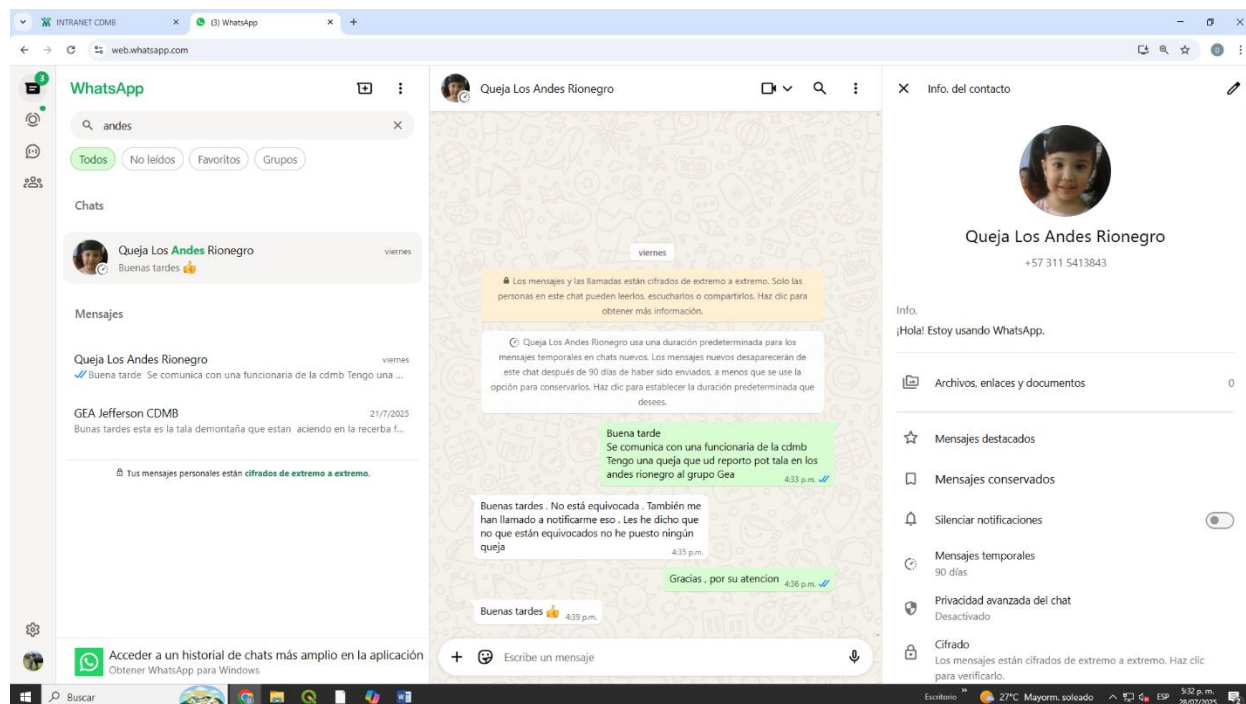 INTRANET CDMB
(3) WhatsApp
web.whatsapp.com
3
WhatsApp
andes
Todos
No leídos
Favoritos
Grupos
Chats
Queja Los Andes Rionegro
viernes
Buenas tardes 👍
Mensajes
Queja Los Andes Rionegro
viernes
Buena tarde Se comunica con una funcionaria de la cdmb Tengo una ...
GEA Jefferson CDMB
21/7/2025
Bunas tardes esta es la tala demontaña que estan aciendo en la recerba f...
Tus mensajes personales están cifrados de extremo a extremo.
Acceder a un historial de chats más amplio en la aplicación
Obtener WhatsApp para Windows
Queja Los Andes Rionegro
viernes
Los mensajes y las llamadas están cifrados de extremo a extremo. Solo las
personas en este chat pueden leerlos, escucharlos o compartirlos. Haz clic para
obtener más información.
Queja Los Andes Rionegro usa una duración predeterminada para los
mensajes temporales en chats nuevos. Los mensajes nuevos desaparecerán de
este chat después de 90 días de haber sido enviados, a menos que se use la
opción para conservarlos. Haz clic para establecer la duración predeterminada que
desees.
Buena tarde
Se comunica con una funcionaria de la cdmb
Tengo una queja que ud reporto pot tala en los
andes rionegro al grupo Gea
4:33 p.m.
Buenas tardes . No está equivocada . También me
han llamado a notificarme eso . Les he dicho que
no que están equivocados no he puesto ningún
queja
4:35 p.m.
Gracias , por su atencion
4:36 p.m.
Buenas tardes 👍
4:39 p.m.
Escribe un mensaje
Info. del contacto
Queja Los Andes Rionegro
+57 311 5413843
Info.
¡Hola! Estoy usando WhatsApp.
Archivos, enlaces y documentos
0
Mensajes destacados
Mensajes conservados
Silenciar notificaciones
Mensajes temporales
90 días
Privacidad avanzada del chat
Desactivado
Cifrado
Los mensajes están cifrados de extremo a extremo. Haz clic
para verificarlo.
Buscar
Escritorio
27°C Mayorm. soleado
ESP
5:32 p. m.
28/07/2025